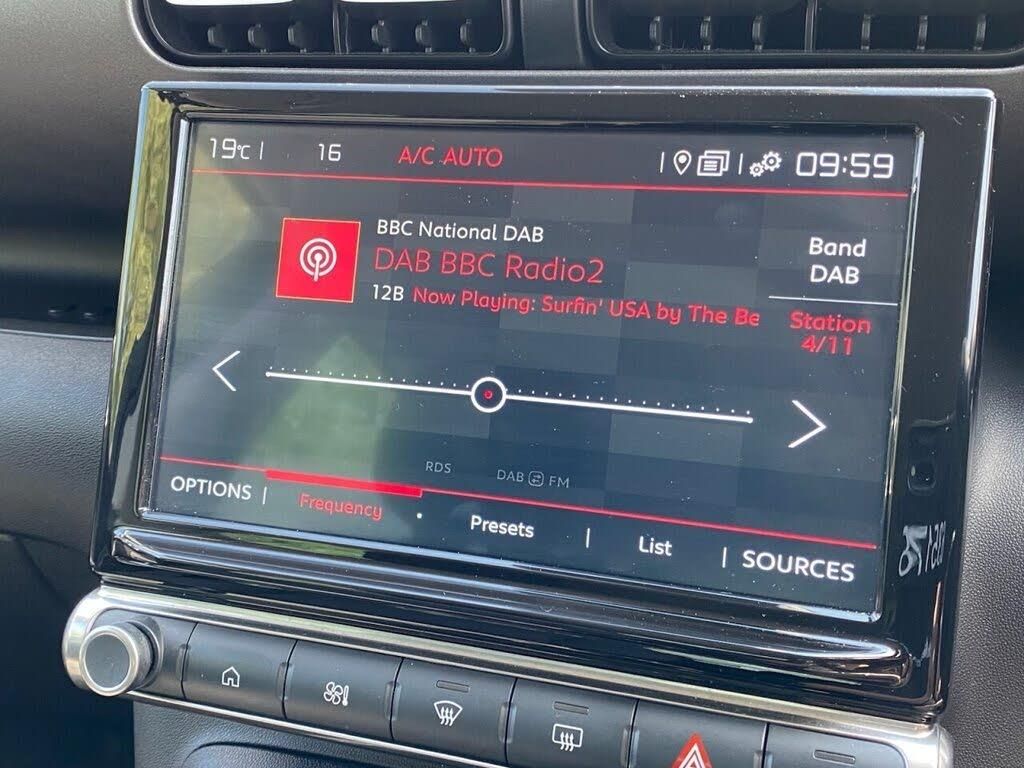 19°C | 16 A/C AUTO | | 09:59
BBC National DAB
DAB BBC Radio2
12B Now Playing: Surfin' USA by The Be
Band
DAB
Station
4/11
RDS DAB FM
OPTIONS | Frequency Presets | List | SOURCES